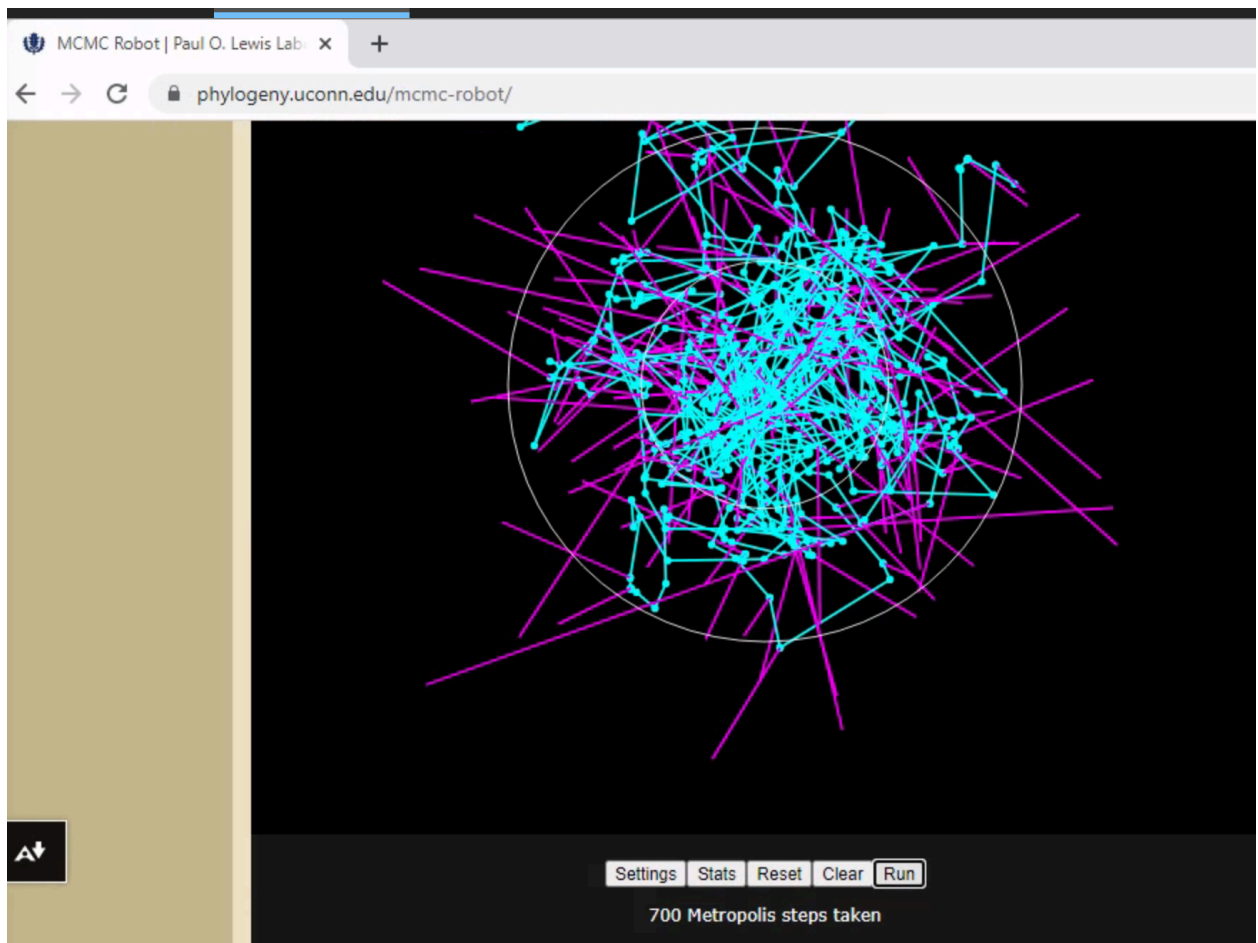 MCMC Robot | Paul O. Lewis Lab
phylogeny.uconn.edu/mcmc-robot/
A
Settings Stats Reset Clear Run
700 Metropolis steps taken